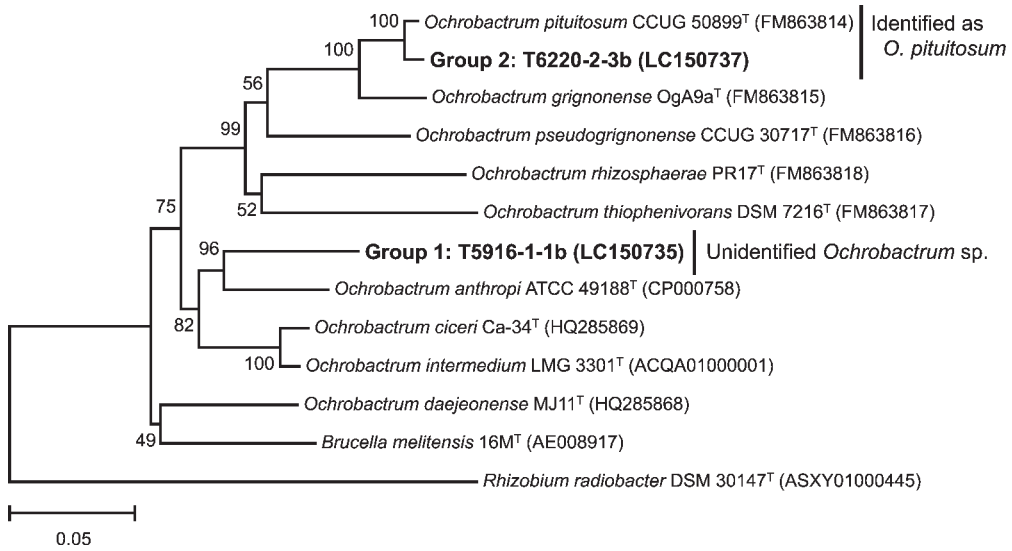 100
Ochrobactrum pituitosum CCUG 50899ᵀ (FM863814)
Identified as
O. pituitosum
100
Group 2: T6220-2-3b (LC150737)
56
Ochrobactrum grignonense OgA9aᵀ (FM863815)
99
Ochrobactrum pseudogrignonense CCUG 30717ᵀ (FM863816)
Ochrobactrum rhizosphaerae PR17ᵀ (FM863818)
75
52
Ochrobactrum thiophenivorans DSM 7216ᵀ (FM863817)
96
Group 1: T5916-1-1b (LC150735)
Unidentified Ochrobactrum sp.
Ochrobactrum anthropi ATCC 49188ᵀ (CP000758)
82
Ochrobactrum ciceri Ca-34ᵀ (HQ285869)
100
Ochrobactrum intermedium LMG 3301ᵀ (ACQA01000001)
Ochrobactrum daejeonense MJ11ᵀ (HQ285868)
49
Brucella melitensis 16Mᵀ (AE008917)
Rhizobium radiobacter DSM 30147ᵀ (ASXY01000445)
0.05